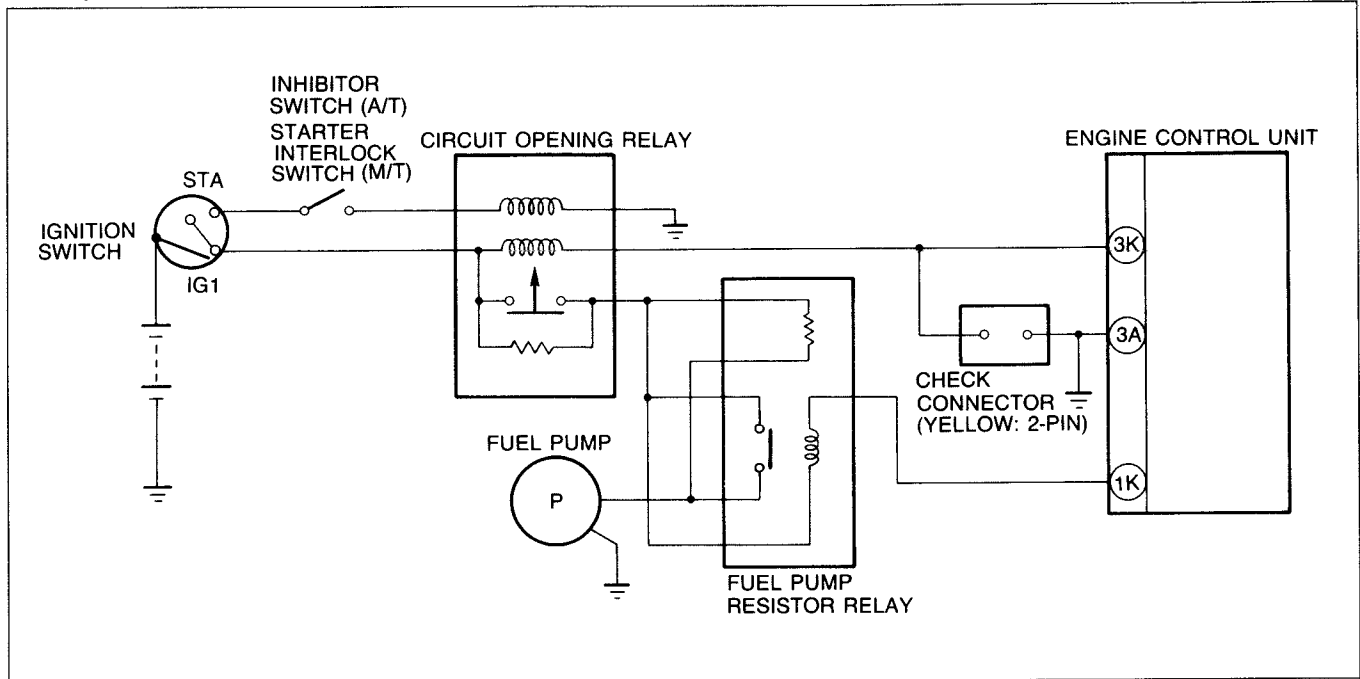 INHIBITOR
SWITCH (A/T)
STARTER
INTERLOCK
SWITCH (M/T)
CIRCUIT OPENING RELAY
ENGINE CONTROL UNIT
STA
IGNITION
SWITCH
IG1
3K
3A
CHECK
CONNECTOR
(YELLOW: 2-PIN)
FUEL PUMP
P
1K
FUEL PUMP
RESISTOR RELAY